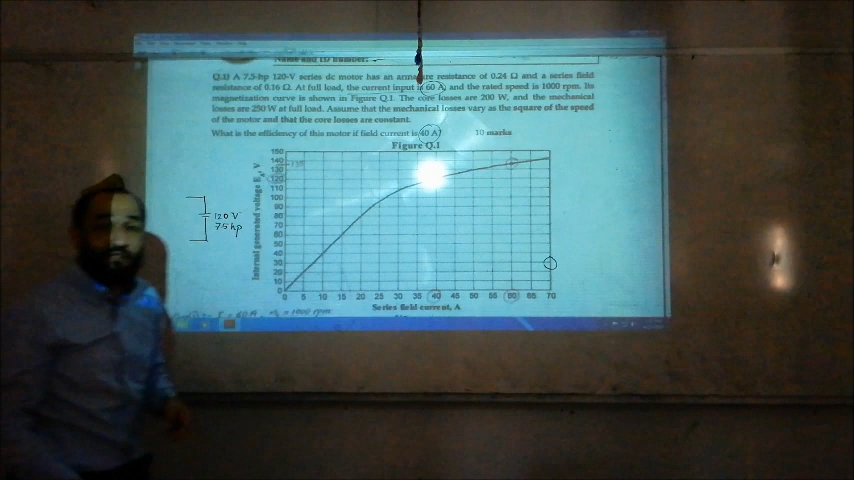 Name and ID number:
Q.1) A 7.5-hp 120-V series dc motor has an armature resistance of 0.24 Ω and a series field
resistance of 0.16 Ω. At full load, the current input is 60 A, and the rated speed is 1000 rpm. Its
magnetization curve is shown in Figure Q.1. The core losses are 200 W, and the mechanical
losses are 250 W at full load. Assume that the mechanical losses vary as the square of the speed
of the motor and that the core losses are constant.
What is the efficiency of this motor if field current is 40 A? 10 marks
Figure Q.1
Internal generated voltage EA, V
150
140
130
120
110
100
90
80
70
60
50
40
30
20
10
0
0 5 10 15 20 25 30 35 40 45 50 55 60 65 70
Series field current, A
120 V
7.5 hp
= 60 A, = 1000 rpm